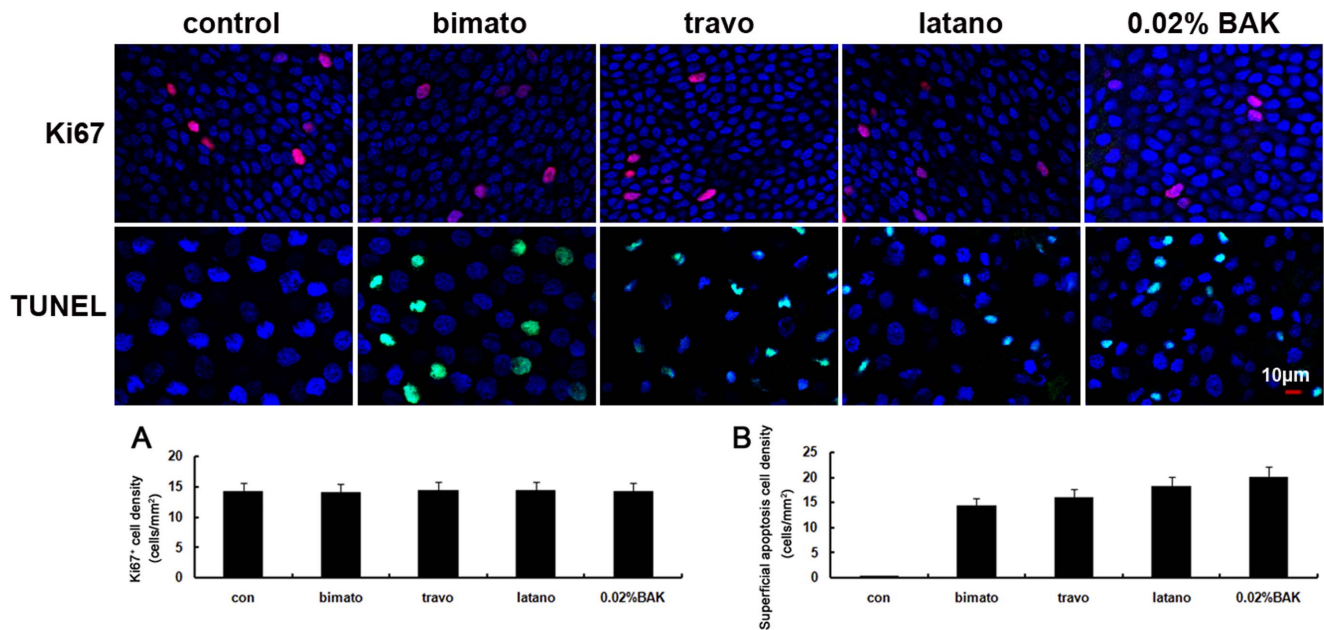 control bimato travo latano 0.02% BAK
Ki67
TUNEL
10µm
A
Ki67⁺ cell density
(cells/mm²)
20
15
10
5
0
con bimato travo latano 0.02%BAK
B
Superficial apoptosis cell density
(cells/mm²)
25
20
15
10
5
0
con bimato travo latano 0.02%BAK